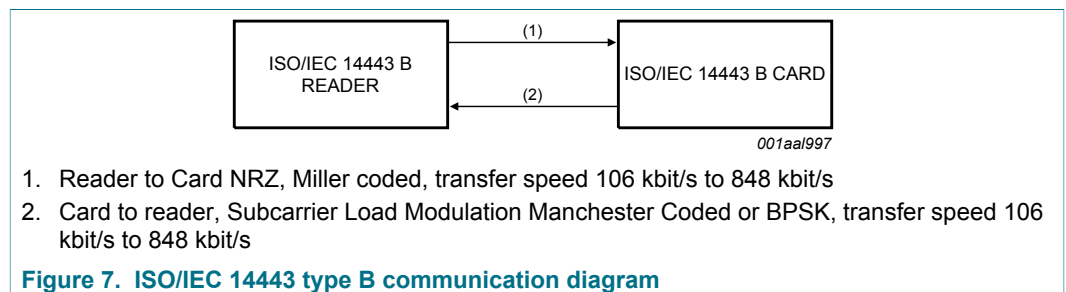 (1)
ISO/IEC 14443 B
READER
ISO/IEC 14443 B CARD
(2)
001aal997
1. Reader to Card NRZ, Miller coded, transfer speed 106 kbit/s to 848 kbit/s
2. Card to reader, Subcarrier Load Modulation Manchester Coded or BPSK, transfer speed 106
kbit/s to 848 kbit/s
Figure 7. ISO/IEC 14443 type B communication diagram